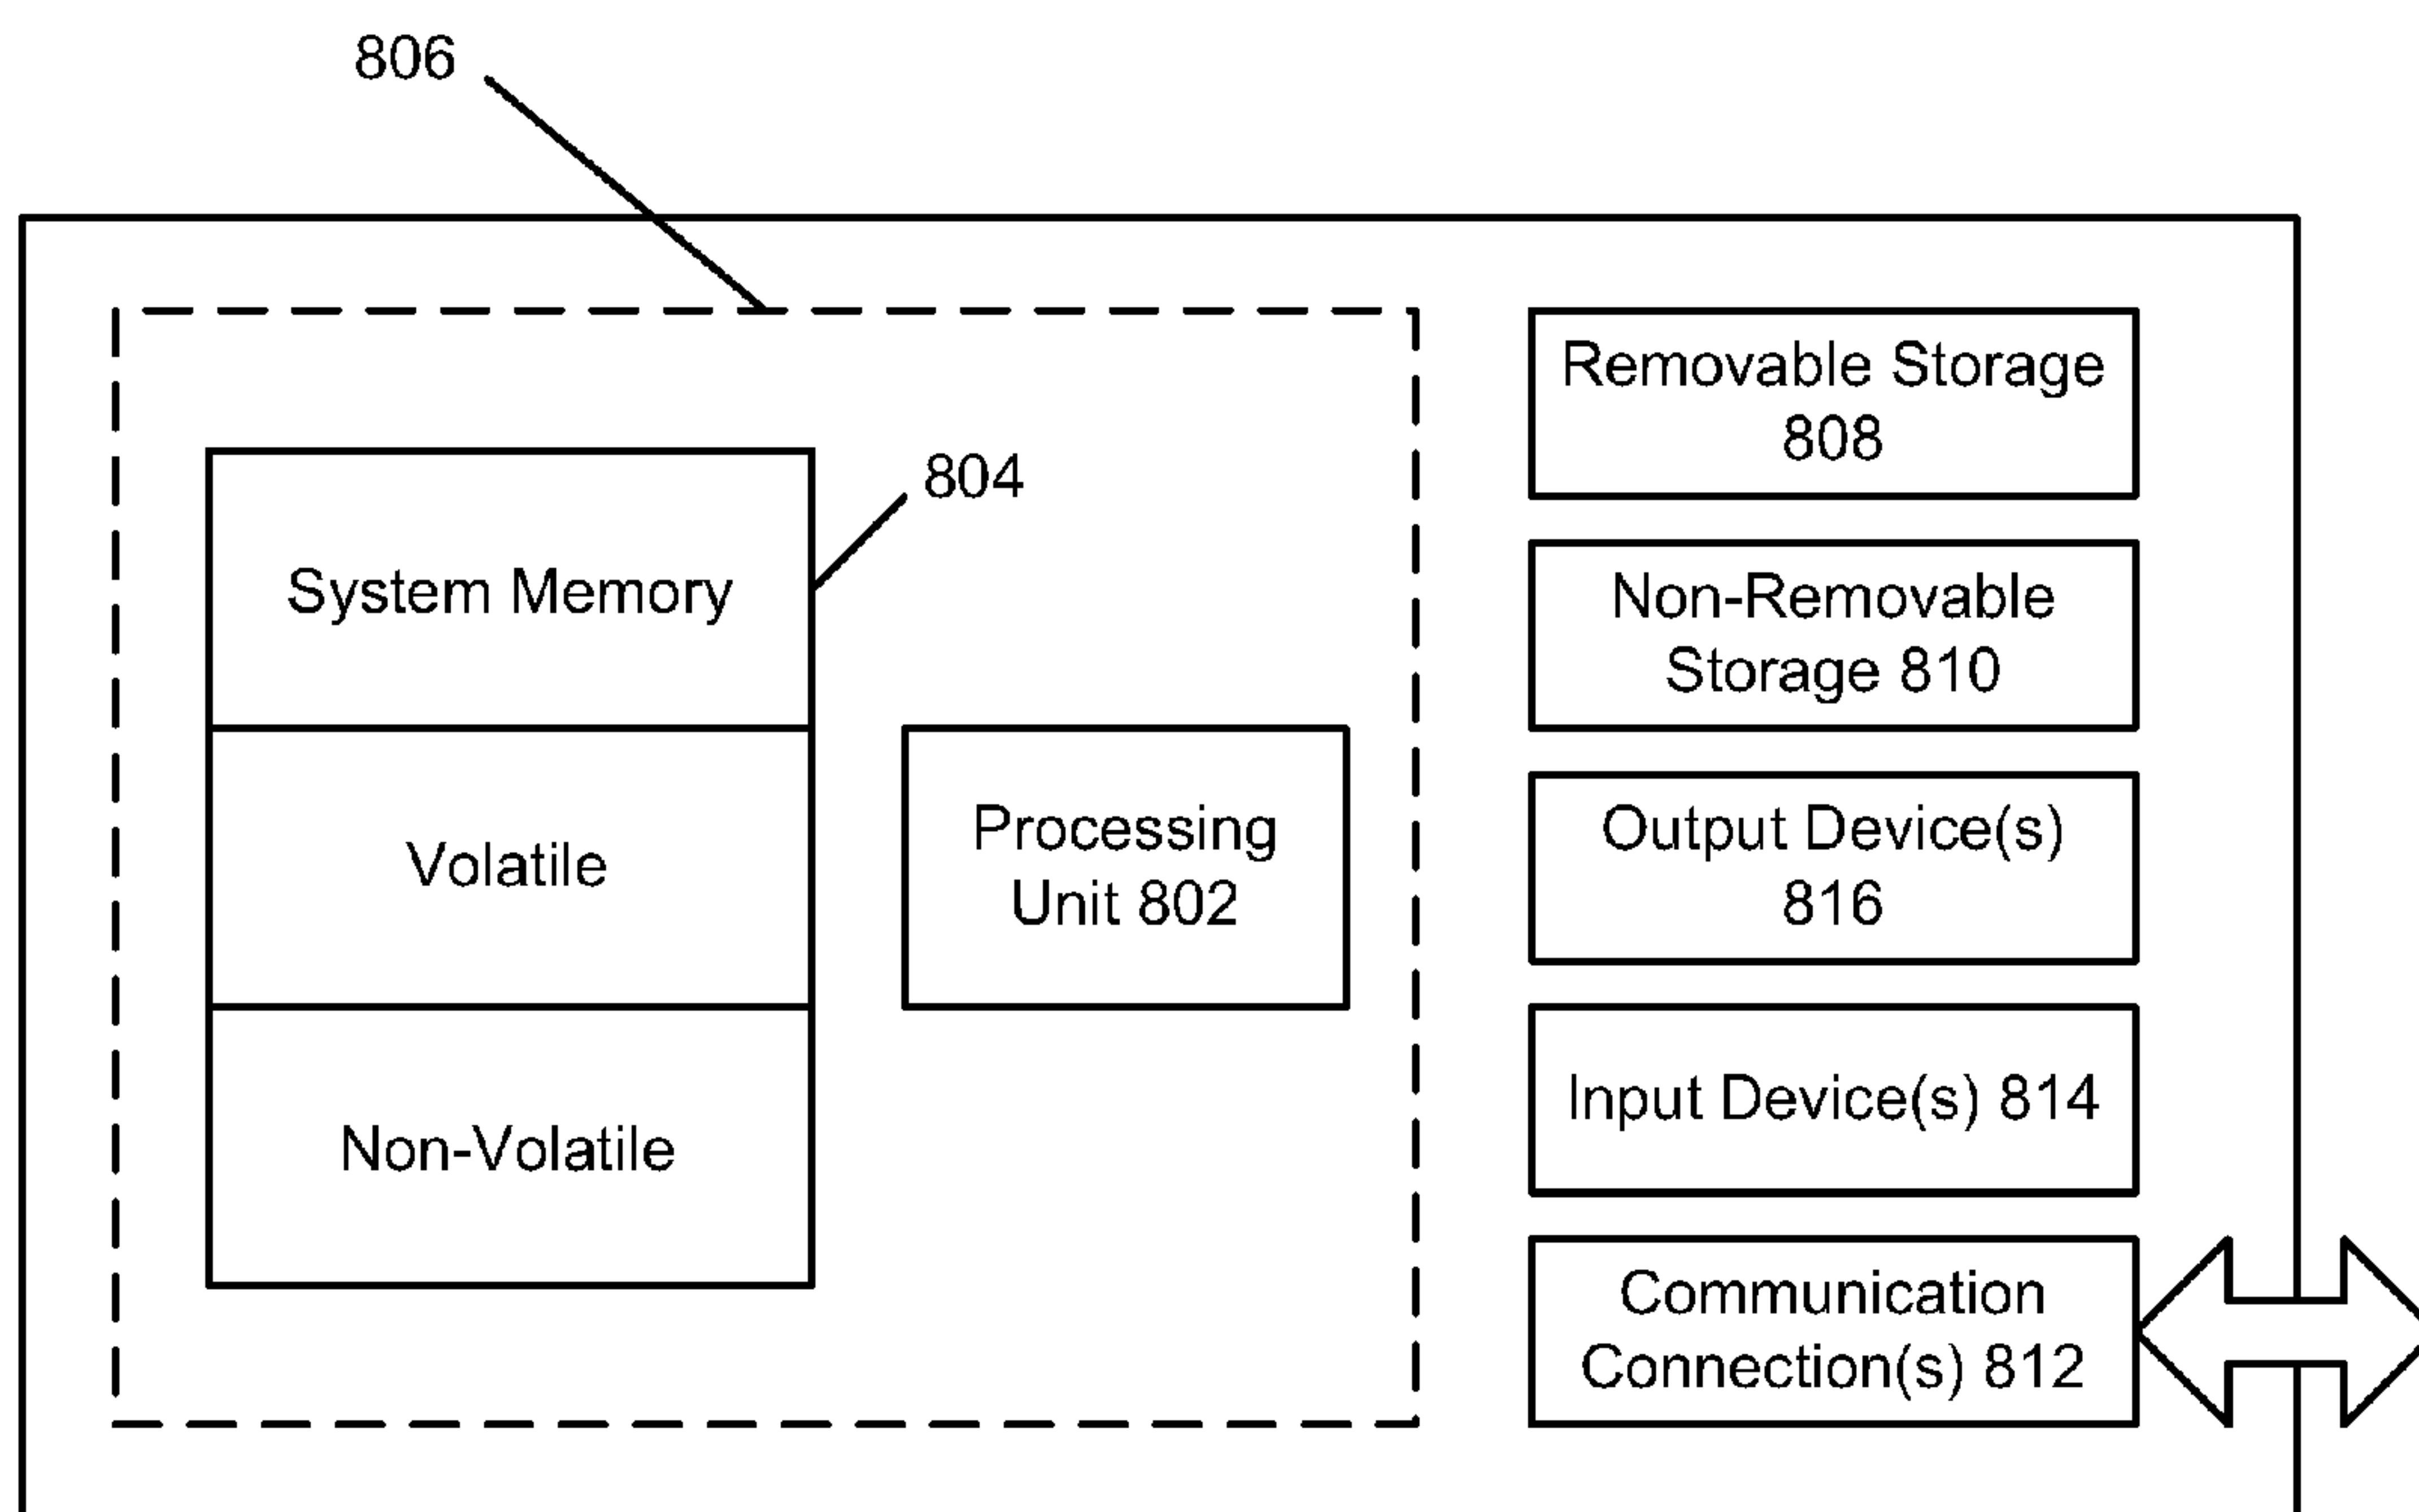 806
804
System Memory
Volatile
Non-Volatile
Processing
Unit 802
Removable Storage
808
Non-Removable
Storage 810
Output Device(s)
816
Input Device(s) 814
Communication
Connection(s) 812